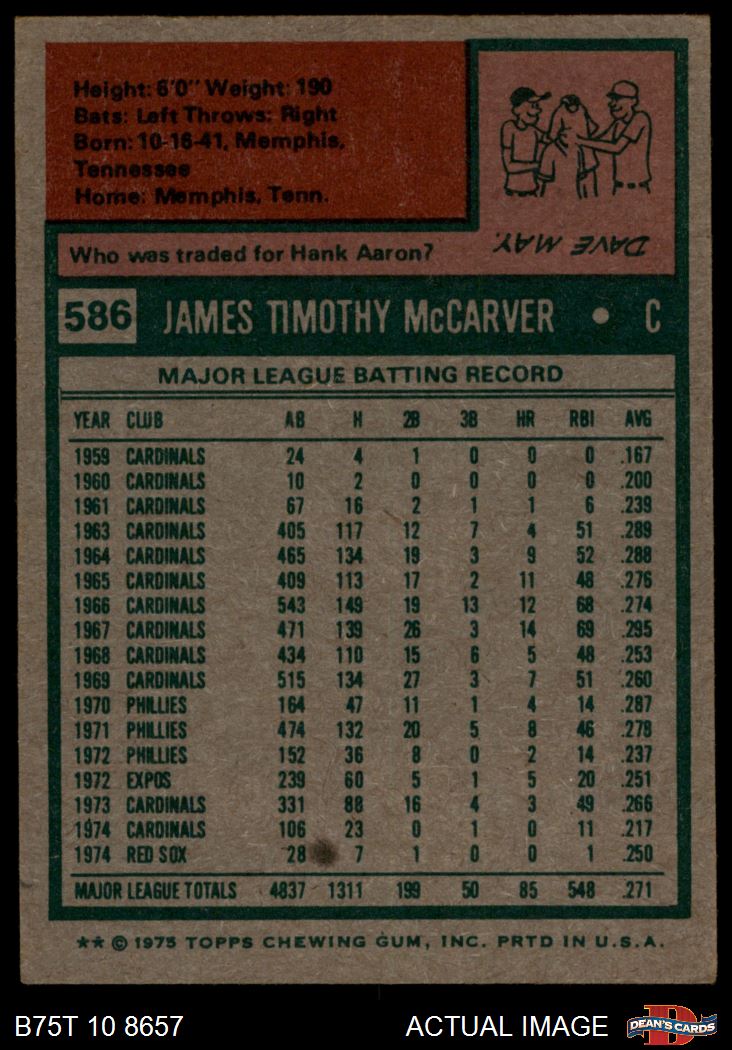 Height: 6'0" Weight: 190
Bats: Left Throws: Right
Born: 10-16-41, Memphis,
Tennessee
Home: Memphis, Tenn.
Who was traded for Hank Aaron?
DAVE MAY.
586 JAMES TIMOTHY McCARVER • C
MAJOR LEAGUE BATTING RECORD
YEAR CLUB AB H 2B 3B HR RBI AVG
1959 CARDINALS 24 4 1 0 0 0 .167
1960 CARDINALS 10 2 0 0 0 0 .200
1961 CARDINALS 67 16 2 1 1 6 .239
1963 CARDINALS 405 117 12 7 4 51 .289
1964 CARDINALS 465 134 19 3 9 52 .288
1965 CARDINALS 409 113 17 2 11 48 .276
1966 CARDINALS 543 149 19 13 12 68 .274
1967 CARDINALS 471 139 26 3 14 69 .295
1968 CARDINALS 434 110 15 6 5 48 .253
1969 CARDINALS 515 134 27 3 7 51 .260
1970 PHILLIES 164 47 11 1 4 14 .287
1971 PHILLIES 474 132 20 5 8 46 .278
1972 PHILLIES 152 36 8 0 2 14 .237
1972 EXPOS 239 60 5 1 5 20 .251
1973 CARDINALS 331 88 16 4 3 49 .266
1974 CARDINALS 106 23 0 1 0 11 .217
1974 RED SOX 28 7 1 0 0 1 .250
MAJOR LEAGUE TOTALS 4837 1311 199 50 85 548 .271
** © 1975 TOPPS CHEWING GUM, INC. PRTD IN U.S.A.
B75T 10 8657 ACTUAL IMAGE DEAN'S CARDS